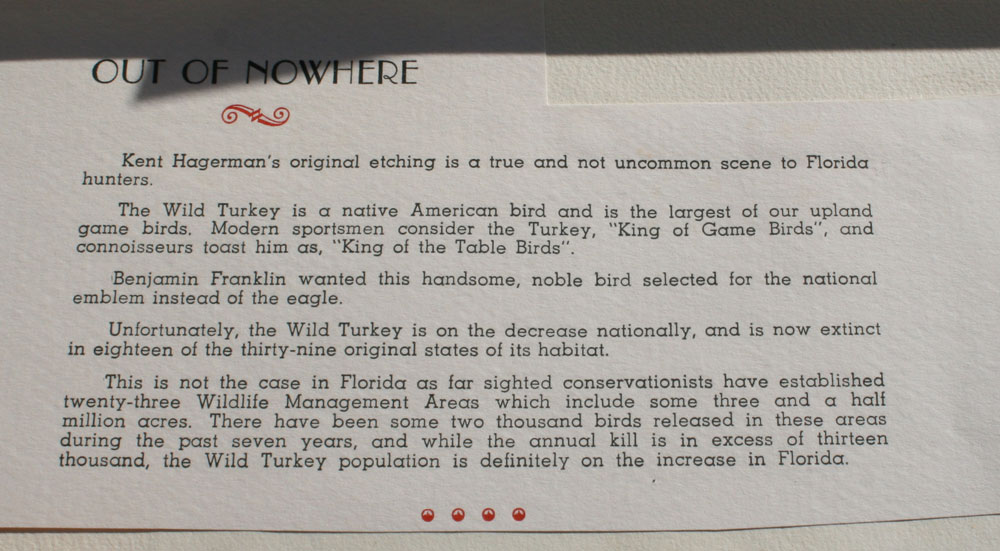 OUT OF NOWHERE
Kent Hagerman's original etching is a true and not uncommon scene to Florida
hunters.
The Wild Turkey is a native American bird and is the largest of our upland
game birds. Modern sportsmen consider the Turkey, "King of Game Birds", and
connoisseurs toast him as, "King of the Table Birds".
Benjamin Franklin wanted this handsome, noble bird selected for the national
emblem instead of the eagle.
Unfortunately, the Wild Turkey is on the decrease nationally, and is now extinct
in eighteen of the thirty-nine original states of its habitat.
This is not the case in Florida as far sighted conservationists have established
twenty-three Wildlife Management Areas which include some three and a half
million acres. There have been some two thousand birds released in these areas
during the past seven years, and while the annual kill is in excess of thirteen
thousand, the Wild Turkey population is definitely on the increase in Florida.